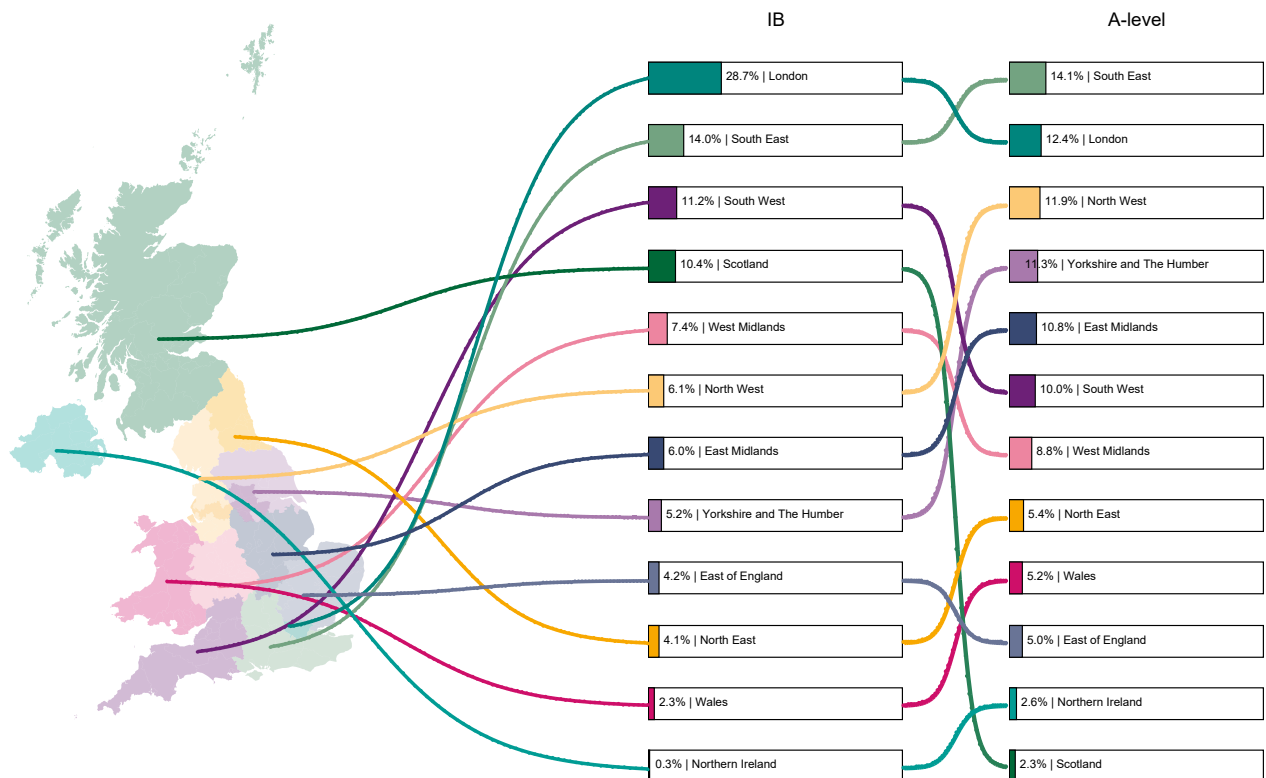 IB
28.7% | London
14.0% | South East
11.2% | South West
10.4% | Scotland
7.4% | West Midlands
6.1% | North West
6.0% | East Midlands
5.2% | Yorkshire and The Humber
4.2% | East of England
4.1% | North East
2.3% | Wales
0.3% | Northern Ireland
A-level
14.1% | South East
12.4% | London
11.9% | North West
11.3% | Yorkshire and The Humber
10.8% | East Midlands
10.0% | South West
8.8% | West Midlands
5.4% | North East
5.2% | Wales
5.0% | East of England
2.6% | Northern Ireland
2.3% | Scotland